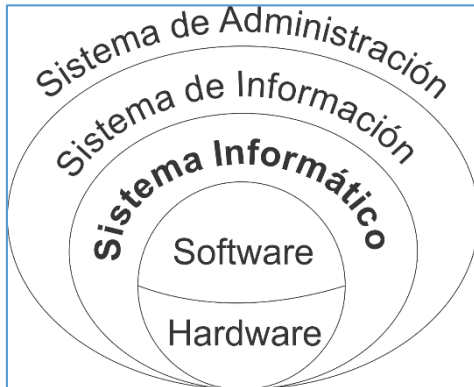 Sistema de Administración
Sistema de Información
Sistema Informático
Software
Hardware